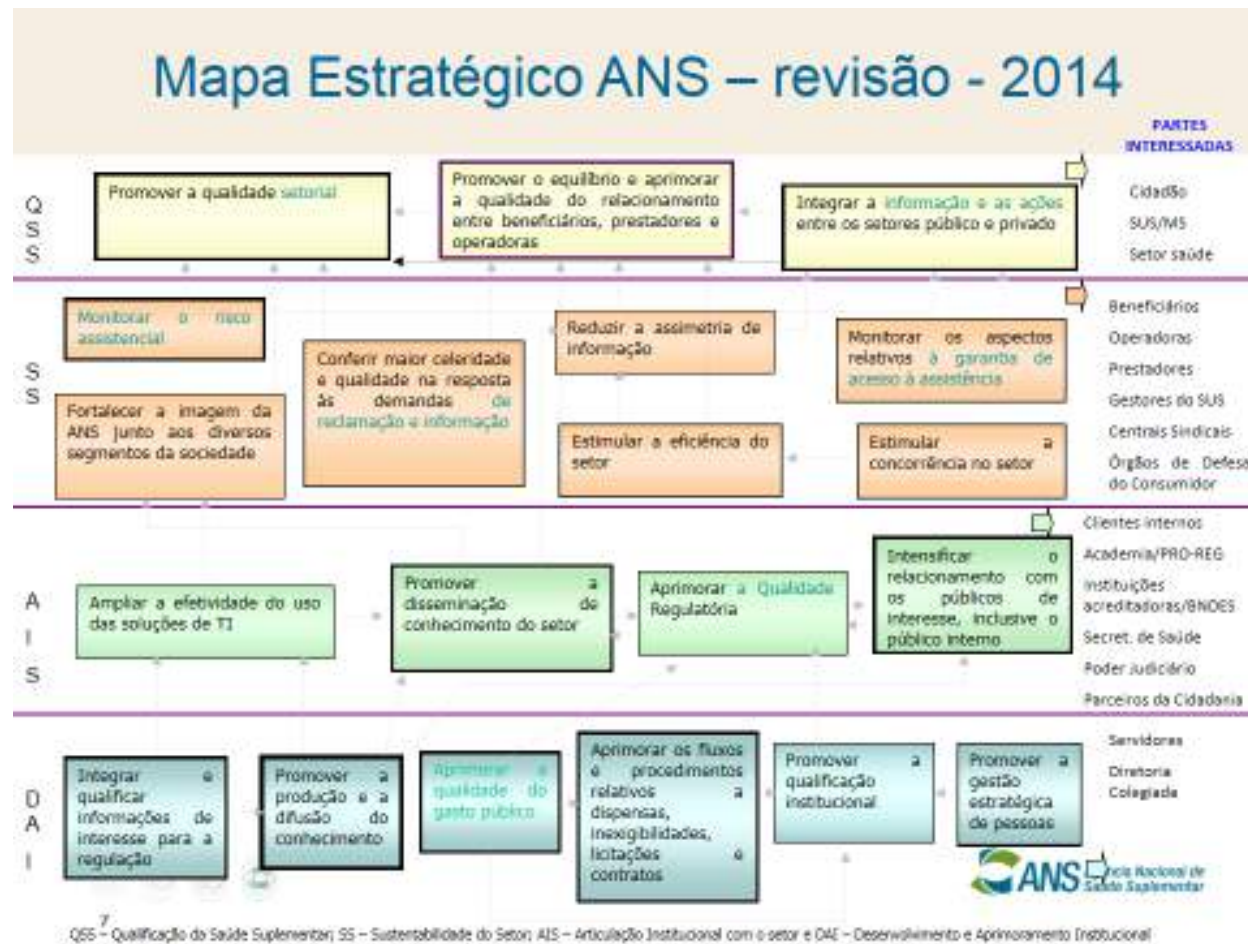 Mapa Estratégico ANS – revisão - 2014
PARTES
INTERESSADAS
Q
S
S
Promover a qualidade setorial
Promover o equilíbrio e aprimorar
a qualidade do relacionamento
entre beneficiários, prestadores e
operadoras
Integrar a informação e as ações
entre os setores público e privado
Cidadão
SUS/MS
Setor saúde
S
S
Monitorar o risco
assistencial
Fortalecer a imagem da
ANS junto aos diversos
segmentos da sociedade
Conferir maior celeridade
e qualidade na resposta
às demandas de
reclamação e informação
Reduzir a assimetria de
informação
Estimular a eficiência do
setor
Monitorar os aspectos
relativos à garantia de
acesso à assistência
Estimular a
concorrência no setor
Beneficiários
Operadoras
Prestadores
Gestores do SUS
Centrais Sindicais
Órgãos de Defesa
do Consumidor
A
I
S
Ampliar a efetividade do uso
das soluções de TI
Promover a
disseminação de
conhecimento do setor
Aprimorar a Qualidade
Regulatória
Intensificar o
relacionamento com
os públicos de
interesse, inclusive o
público interno
Clientes internos
Academia/PRO-REG
Instituições
acreditadoras/BNDES
Secret. de Saúde
Poder Judiciário
Parceiros da Cidadania
D
A
I
Integrar e
qualificar
informações de
interesse para a
regulação
Promover a
produção e a
difusão do
conhecimento
Aprimorar a
qualidade do
gasto público
Aprimorar os fluxos
e procedimentos
relativos a
dispensas,
inexigibilidades,
licitações e
contratos
Promover a
qualificação
institucional
Promover a
gestão
estratégica
de pessoas
Servidores
Diretoria
Colegiada
ANS
Nacional de
Saúde Suplementar
7
QSS – Qualificação da Saúde Suplementar; SS – Sustentabilidade do Setor; AIS – Articulação Institucional com o setor e DAI – Desenvolvimento e Aprimoramento Institucional